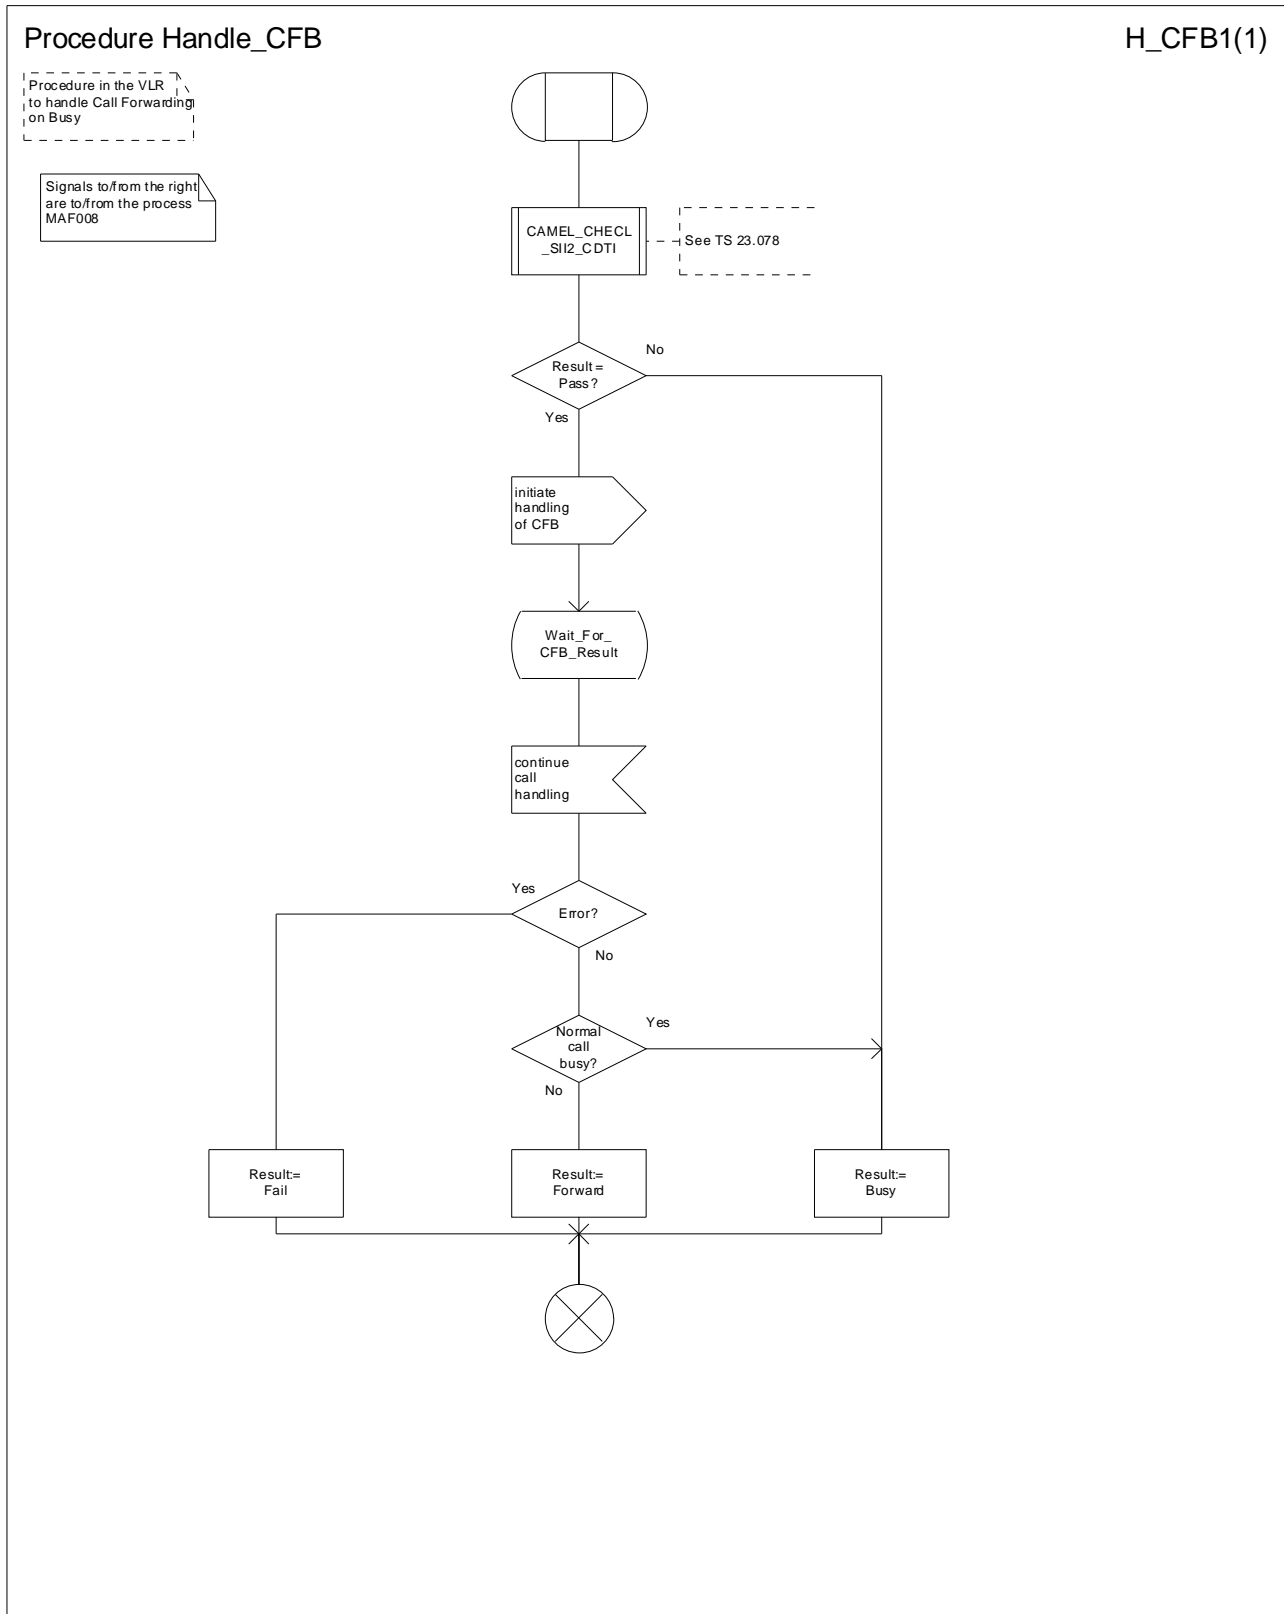 Procedure Handle_CFB
H_CFB1(1)
Procedure in the VLR
to handle Call Forwarding
on Busy
Signals to/from the right
are to/from the process
MAF008
CAMEL_CHECL
_SII2_CDTI
See TS 23.078
Result =
Pass?
No
Yes
initiate
handling
of CFB
Wait_For_
CFB_Result
continue
call
handling
Yes
Error?
No
Normal
call
busy?
Yes
No
Result:=
Fail
Result:=
Forward
Result:=
Busy